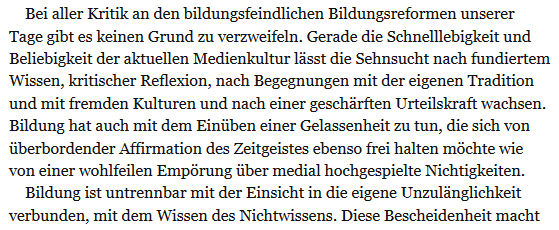 Bei aller Kritik an den bildungsfeindlichen Bildungsreformen unserer
Tage gibt es keinen Grund zu verzweifeln. Gerade die Schnelllebigkeit und
Beliebigkeit der aktuellen Medienkultur lässt die Sehnsucht nach fundiertem
Wissen, kritischer Reflexion, nach Begegnungen mit der eigenen Tradition
und mit fremden Kulturen und nach einer geschärften Urteilskraft wachsen.
Bildung hat auch mit dem Einüben einer Gelassenheit zu tun, die sich von
überbordender Affirmation des Zeitgeistes ebenso frei halten möchte wie
von einer wohlfeilen Empörung über medial hochgespielte Nichtigkeiten.
Bildung ist untrennbar mit der Einsicht in die eigene Unzulänglichkeit
verbunden, mit dem Wissen des Nichtwissens. Diese Bescheidenheit macht